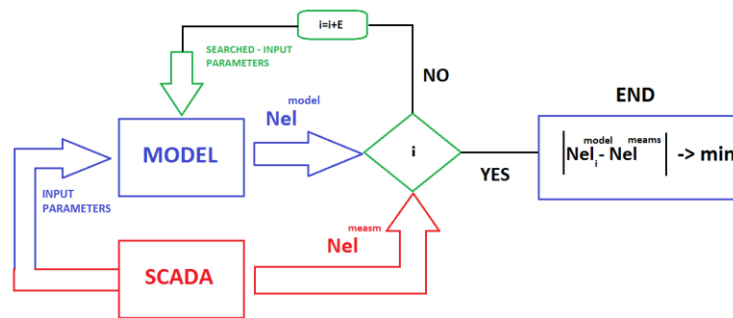 i=i+E
SEARCHED - INPUT
PARAMETERS
NO
END
model
Nel
MODEL
i
YES
model meams
|Nel i - Nel | -> min
INPUT
PARAMETERS
measm
Nel
SCADA